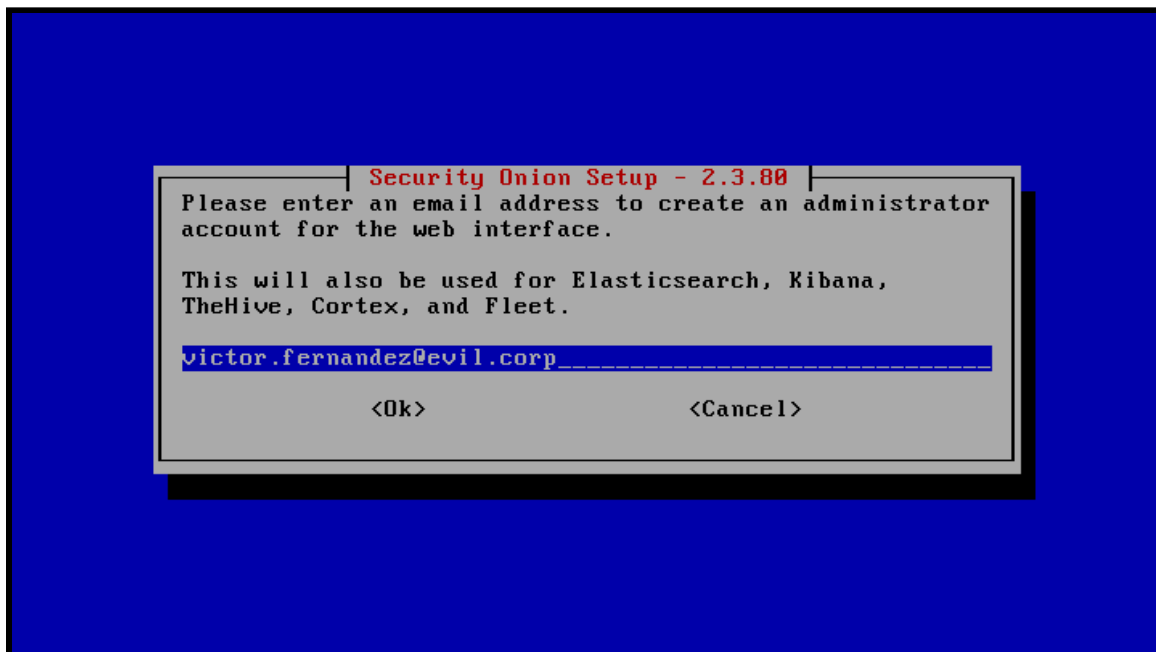 Security Onion Setup - 2.3.80
Please enter an email address to create an administrator
account for the web interface.
This will also be used for Elasticsearch, Kibana,
TheHive, Cortex, and Fleet.
victor.fernandez@evil.corp______________________________
<Ok> <Cancel>